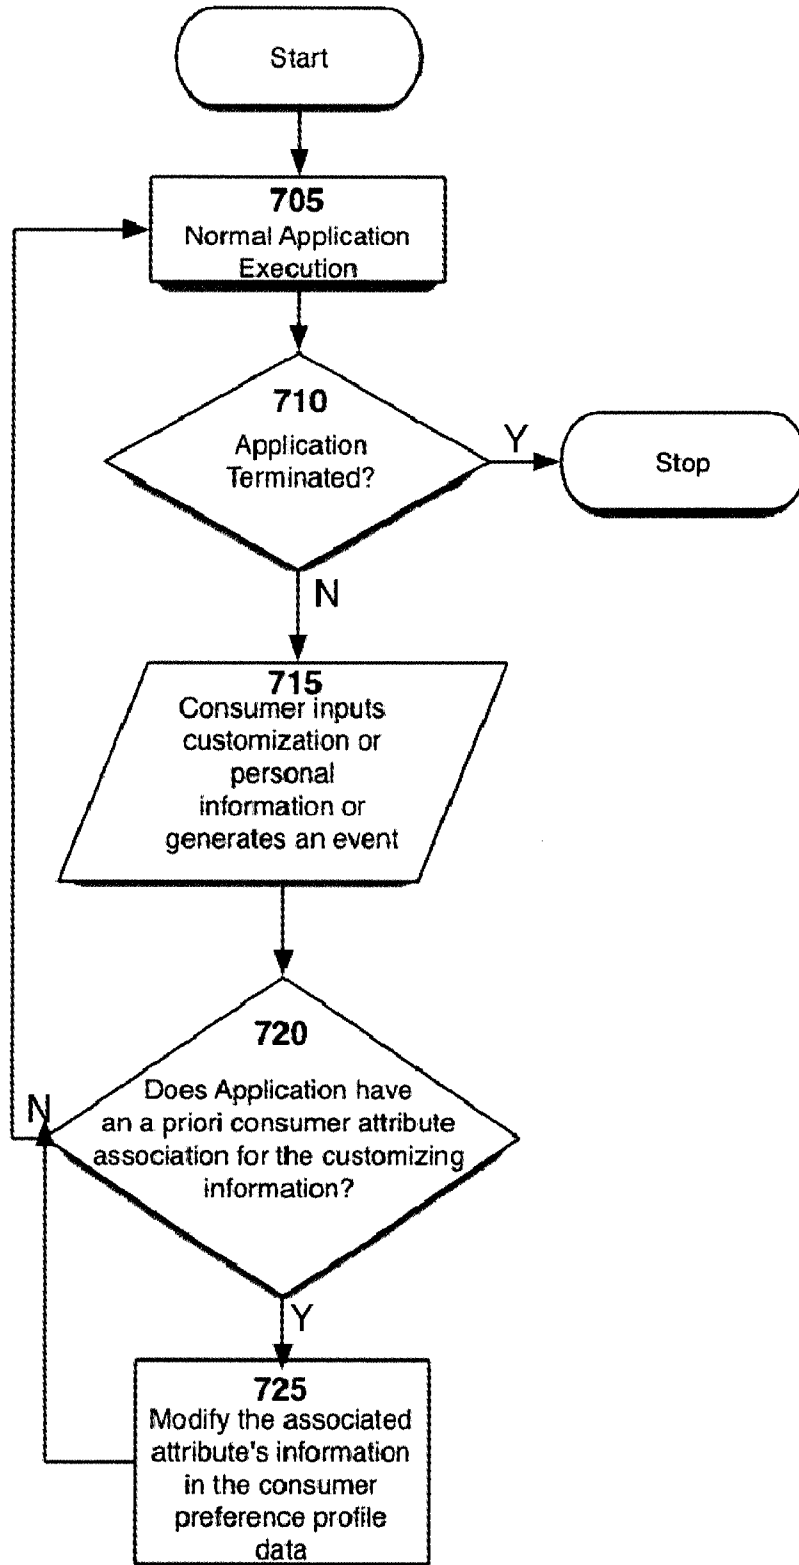 Start
705
Normal Application
Execution
710
Application
Terminated?
Y
Stop
N
715
Consumer inputs
customization or
personal
information or
generates an event
720
Does Application have
an a priori consumer attribute
association for the customizing
information?
N
Y
725
Modify the associated
attribute's information
in the consumer
preference profile
data